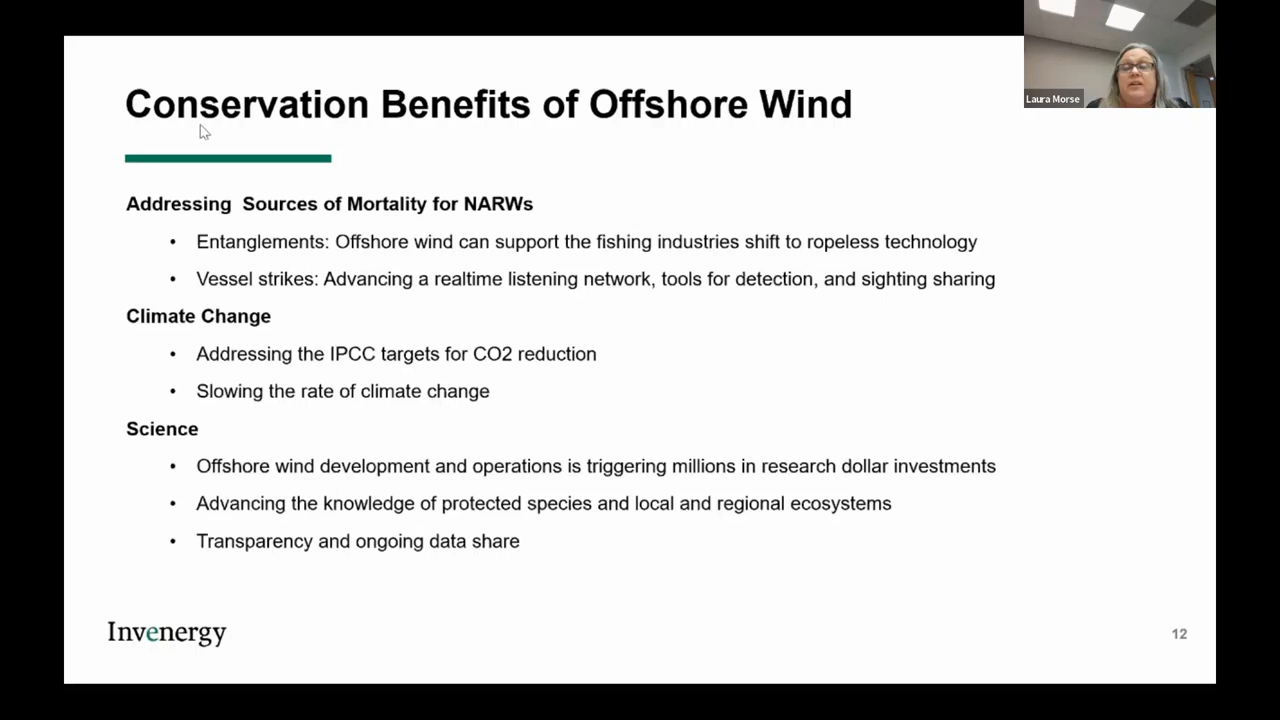 Conservation Benefits of Offshore Wind
Laura Morse
Addressing  Sources of Mortality for NARWs
• Entanglements: Offshore wind can support the fishing industries shift to ropeless technology
• Vessel strikes: Advancing a realtime listening network, tools for detection, and sighting sharing
Climate Change
• Addressing the IPCC targets for CO2 reduction
• Slowing the rate of climate change
Science
• Offshore wind development and operations is triggering millions in research dollar investments
• Advancing the knowledge of protected species and local and regional ecosystems
• Transparency and ongoing data share
Invenergy
12